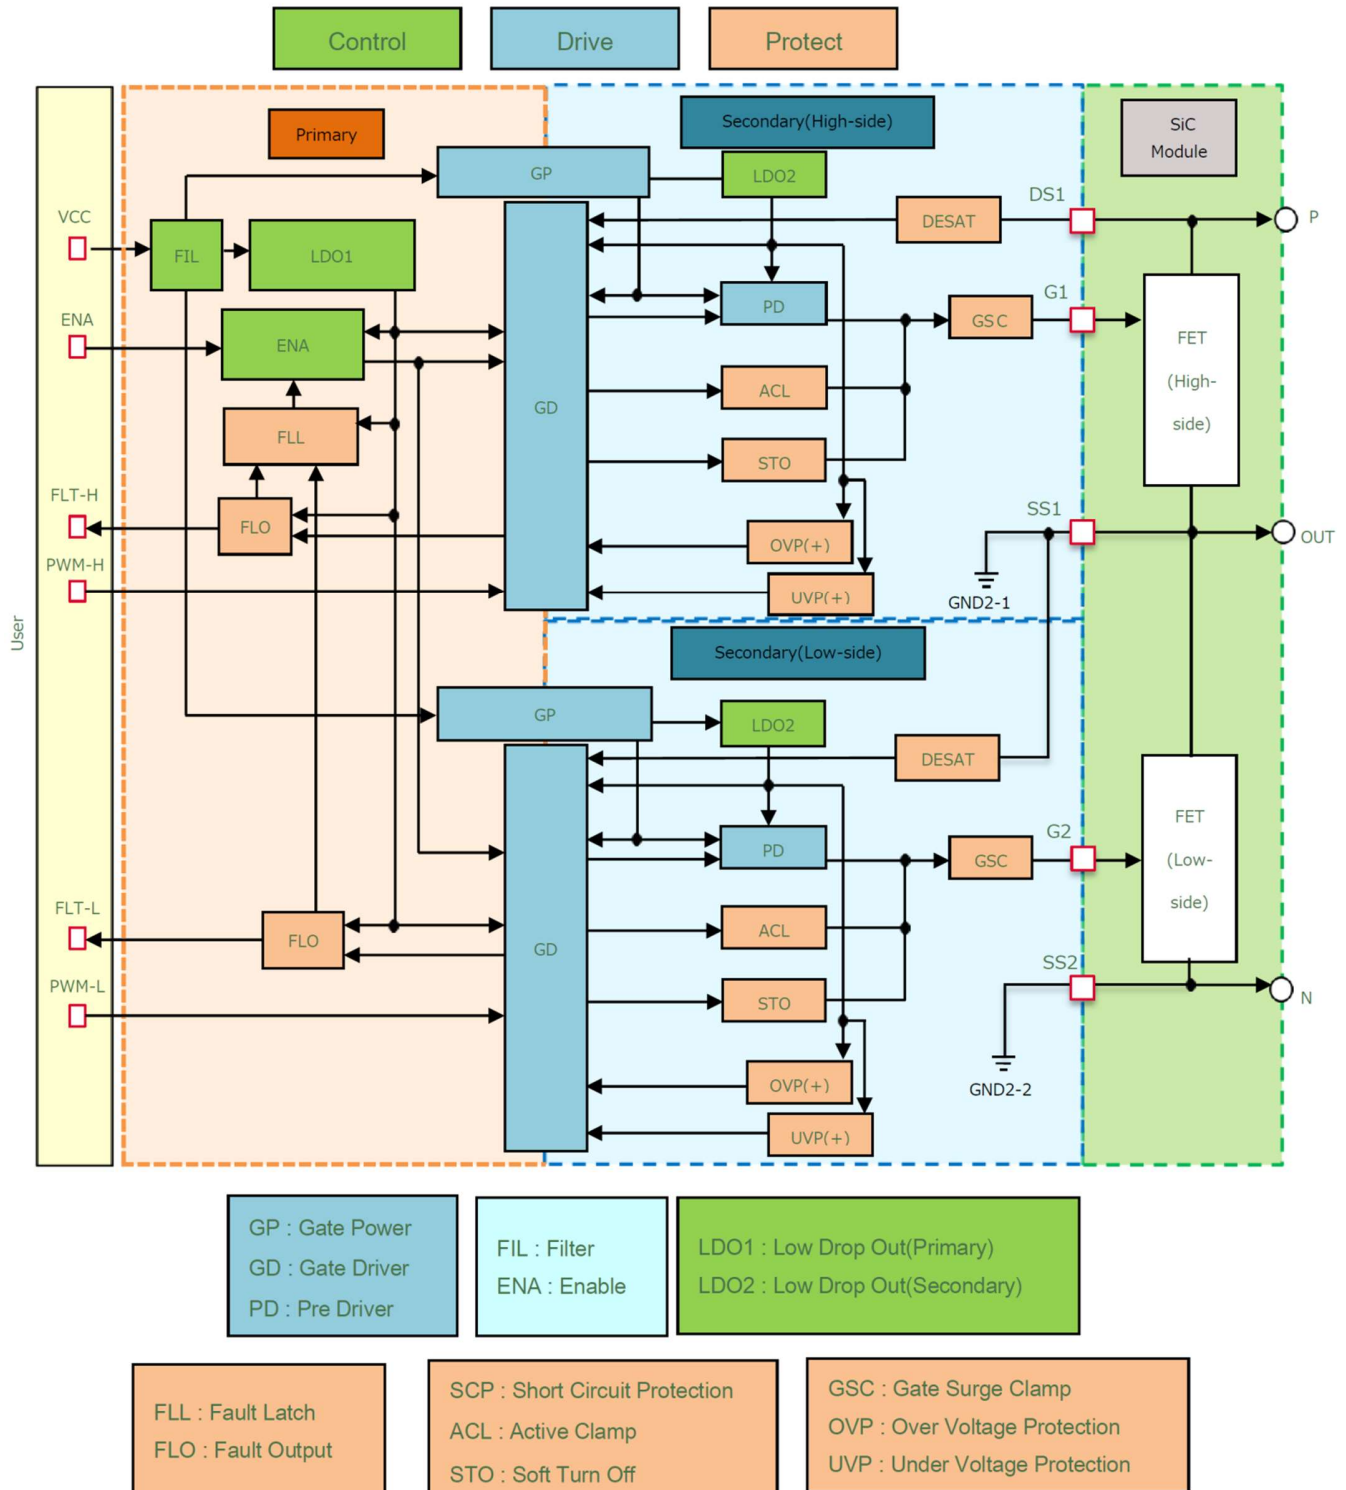 Control
Drive
Protect
Primary
Secondary(High-side)
SiC
Module
GP
LDO2
DS1
DESAT
P
VCC
FIL
LDO1
PD
G1
GSC
ENA
ENA
FET
(High-
side)
GD
ACL
FLL
STO
FLT-H
FLO
SS1
OUT
OVP(+)
PWM-H
UVP(+)
GND2-1
User
Secondary(Low-side)
GP
LDO2
DESAT
FET
(Low-
side)
G2
PD
GSC
FLT-L
FLO
GD
ACL
SS2
PWM-L
STO
N
OVP(+)
GND2-2
UVP(+)
GP : Gate Power
GD : Gate Driver
PD : Pre Driver
FIL : Filter
ENA : Enable
LDO1 : Low Drop Out(Primary)
LDO2 : Low Drop Out(Secondary)
FLL : Fault Latch
FLO : Fault Output
SCP : Short Circuit Protection
ACL : Active Clamp
STO : Soft Turn Off
GSC : Gate Surge Clamp
OVP : Over Voltage Protection
UVP : Under Voltage Protection